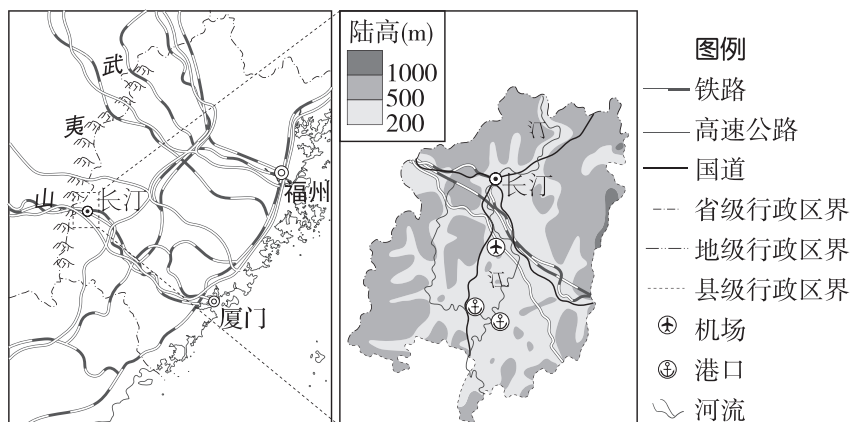 武
夷
山
长汀
福州
厦门
陆高(m)
1000
500
200
汀
长汀
江
图例
铁路
高速公路
国道
省级行政区界
地级行政区界
县级行政区界
机场
港口
河流